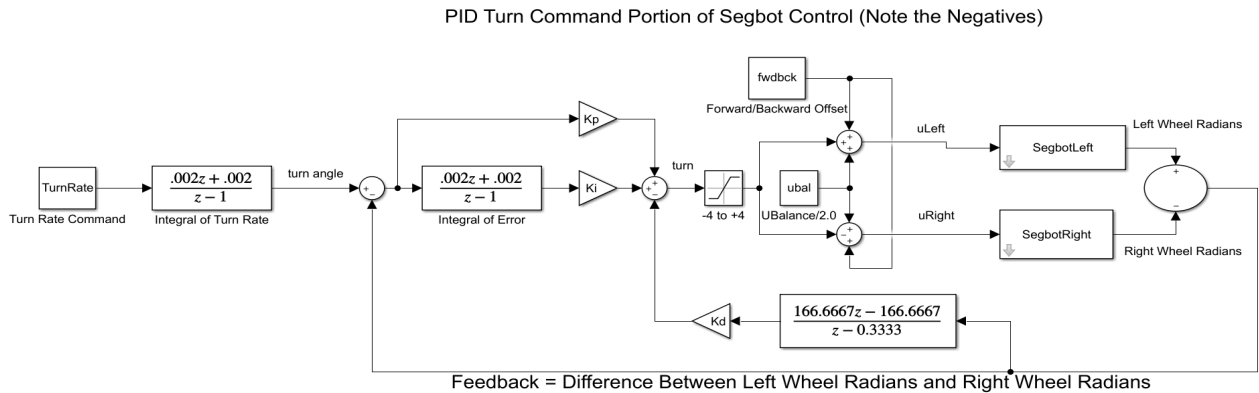 PID Turn Command Portion of Segbot Control (Note the Negatives)
fwdbck
Forward/Backward Offset
Kp
uLeft
Left Wheel Radians
SegbotLeft
TurnRate
Turn Rate Command
.002z + .002
z − 1
Integral of Turn Rate
turn angle
+
−
.002z + .002
z − 1
Integral of Error
Ki
+
+
−
turn
-4 to +4
+
+
+
ubal
UBalance/2.0
−
+
+
uRight
SegbotRight
Right Wheel Radians
+
−
Kd
166.6667z − 166.6667
z − 0.3333
Feedback = Difference Between Left Wheel Radians and Right Wheel Radians